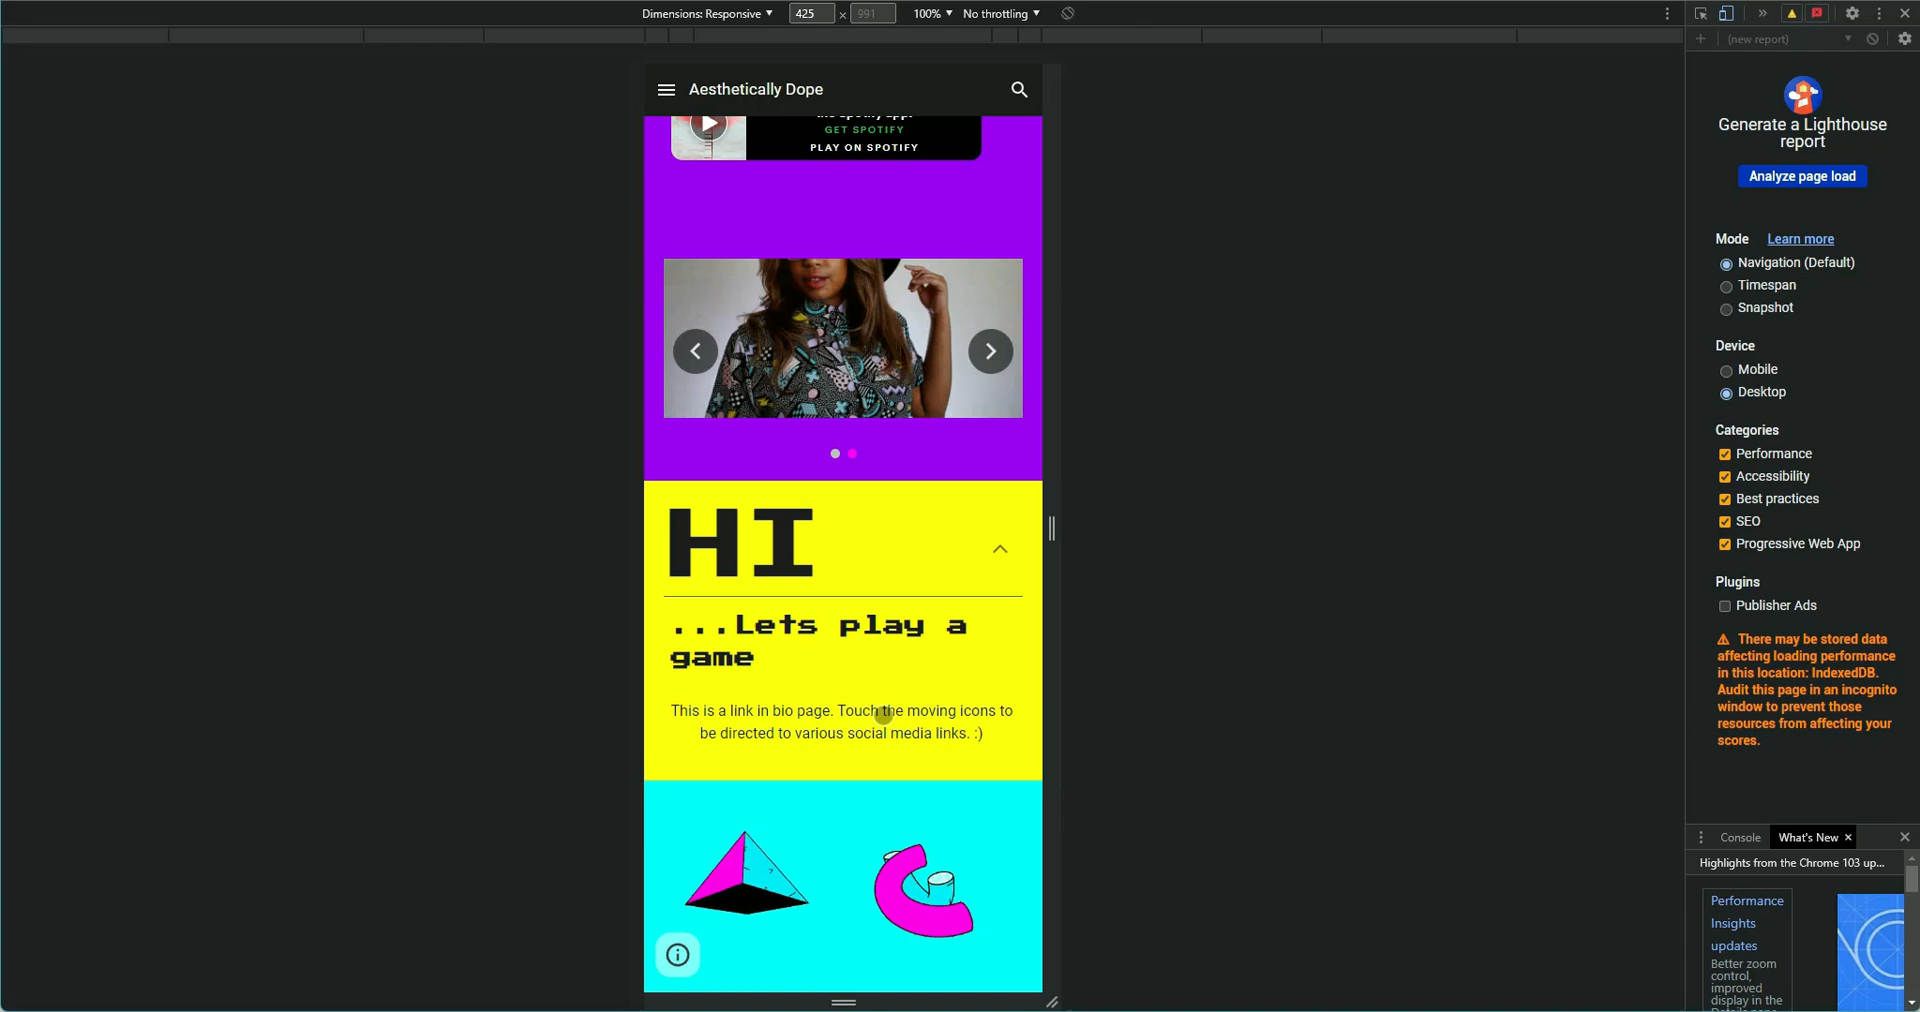 Dimensions: Responsive ▼ 425 × 991 100% ▼ No throttling ▼
(new report)
Aesthetically Dope
GET SPOTIFY
PLAY ON SPOTIFY
HI
...Lets play a
game
This is a link in bio page. Touch the moving icons to
be directed to various social media links. :)
Generate a Lighthouse
report
Analyze page load
Mode Learn more
Navigation (Default)
Timespan
Snapshot
Device
Mobile
Desktop
Categories
Performance
Accessibility
Best practices
SEO
Progressive Web App
Plugins
Publisher Ads
There may be stored data
affecting loading performance
in this location: IndexedDB.
Audit this page in an incognito
window to prevent those
resources from affecting your
scores.
Console What's New ×
Highlights from the Chrome 103 up...
Performance
Insights
updates
Better zoom
control,
improved
display in the